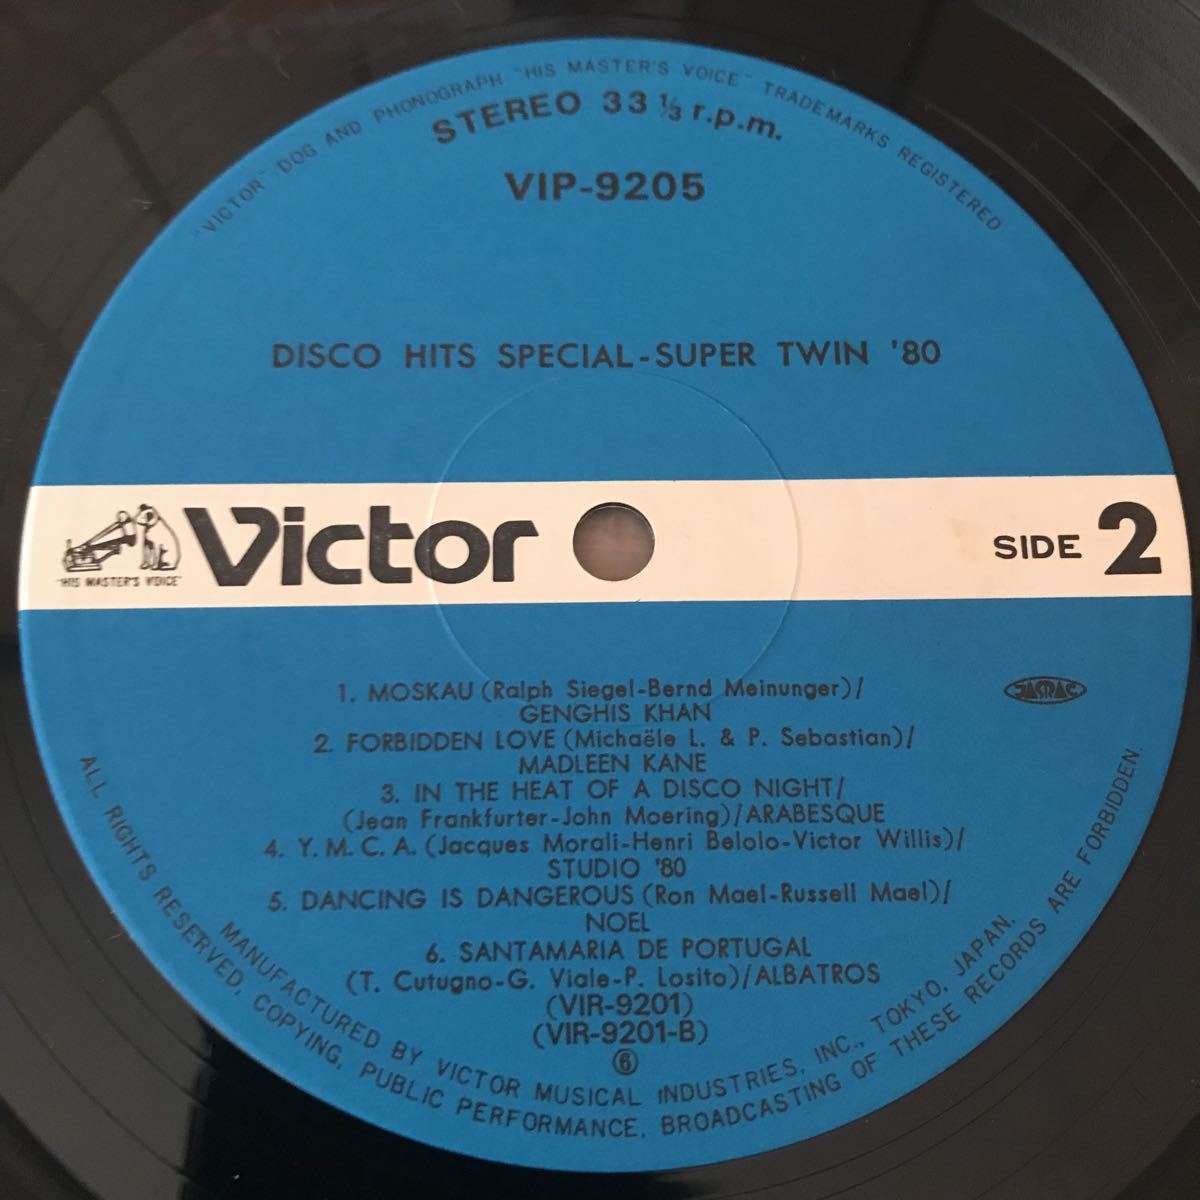 "VICTOR" DOG AND PHONOGRAPH "HIS MASTER'S VOICE" TRADEMARKS REGISTERED
STEREO 33 1/3 r.p.m.
VIP-9205
DISCO HITS SPECIAL-SUPER TWIN '80
"HIS MASTER'S VOICE"
Victor
SIDE 2
1. MOSKAU (Ralph Siegel-Bernd Meinunger)/
GENGHIS KHAN
JASRAC
2. FORBIDDEN LOVE (Michaële L. & P. Sebastian)/
MADLEEN KANE
3. IN THE HEAT OF A DISCO NIGHT/
(Jean Frankfurter-John Moering)/ARABESQUE
4. Y. M. C. A. (Jacques Morali-Henri Belolo-Victor Willis)/
STUDIO '80
5. DANCING IS DANGEROUS (Ron Mael-Russell Mael)/
NOEL
6. SANTAMARIA DE PORTUGAL
(T. Cutugno-G. Viale-P. Losito)/ALBATROS
(VIR-9201)
(VIR-9201-B)
⑥
MANUFACTURED BY VICTOR MUSICAL INDUSTRIES, INC., TOKYO, JAPAN.
ALL RIGHTS RESERVED, COPYING, PUBLIC PERFORMANCE, BROADCASTING OF THESE RECORDS ARE FORBIDDEN.